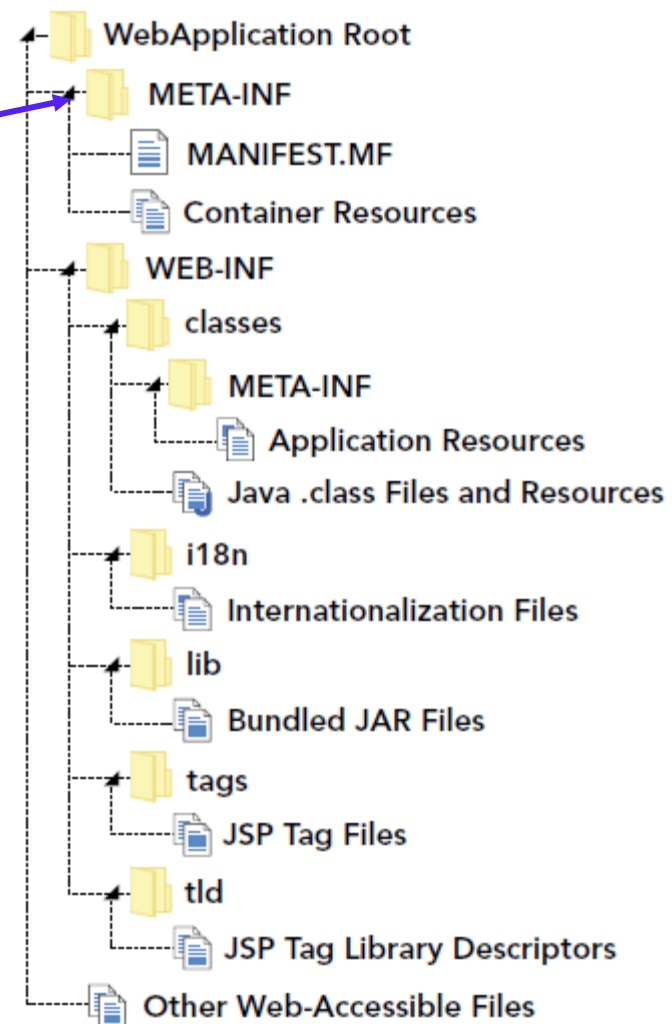 WebApplication Root
META-INF
MANIFEST.MF
Container Resources
WEB-INF
classes
META-INF
Application Resources
Java .class Files and Resources
i18n
Internationalization Files
lib
Bundled JAR Files
tags
JSP Tag Files
tld
JSP Tag Library Descriptors
Other Web-Accessible Files